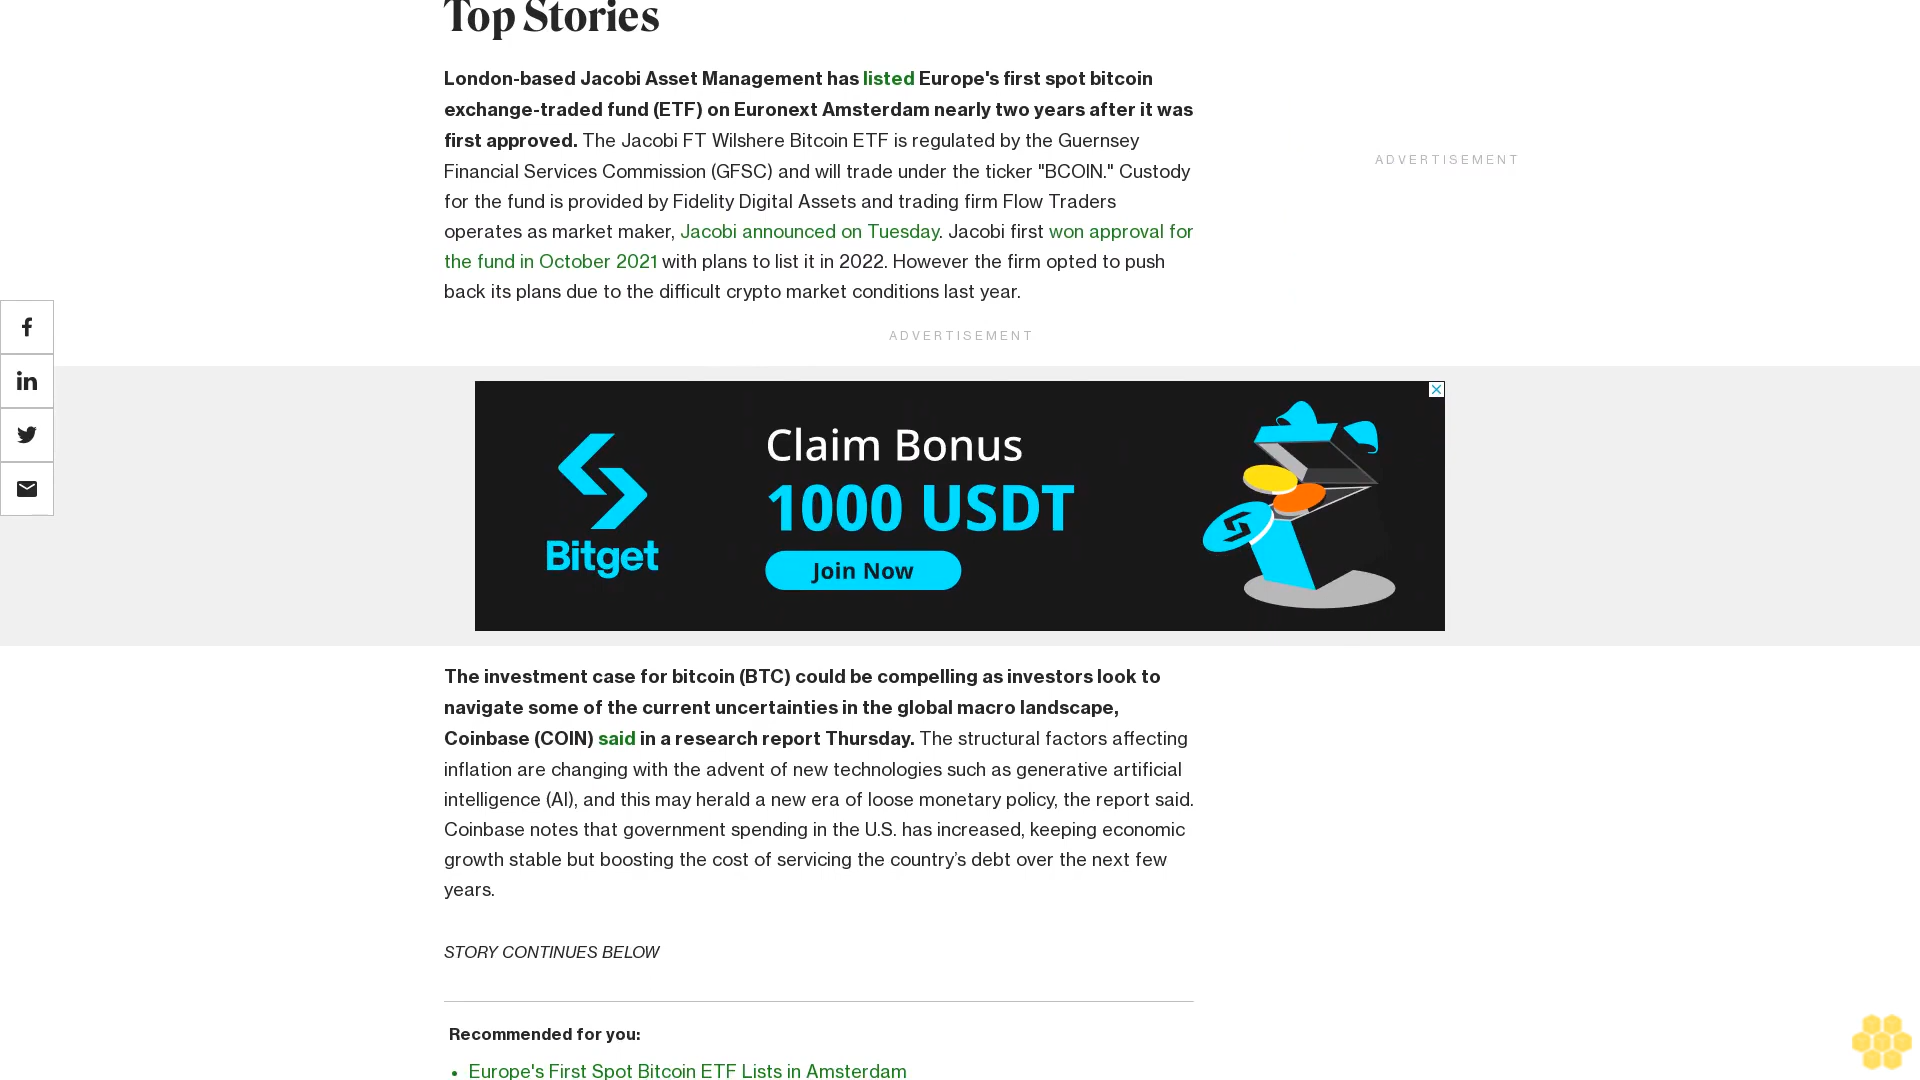 Top Stories
London-based Jacobi Asset Management has listed Europe's first spot bitcoin
exchange-traded fund (ETF) on Euronext Amsterdam nearly two years after it was
first approved. The Jacobi FT Wilshere Bitcoin ETF is regulated by the Guernsey
Financial Services Commission (GFSC) and will trade under the ticker "BCOIN." Custody
for the fund is provided by Fidelity Digital Assets and trading firm Flow Traders
operates as market maker, Jacobi announced on Tuesday. Jacobi first won approval for
the fund in October 2021 with plans to list it in 2022. However the firm opted to push
back its plans due to the difficult crypto market conditions last year.
ADVERTISEMENT
ADVERTISEMENT
Claim Bonus
1000 USDT
Join Now
Bitget
The investment case for bitcoin (BTC) could be compelling as investors look to
navigate some of the current uncertainties in the global macro landscape,
Coinbase (COIN) said in a research report Thursday. The structural factors affecting
inflation are changing with the advent of new technologies such as generative artificial
intelligence (AI), and this may herald a new era of loose monetary policy, the report said.
Coinbase notes that government spending in the U.S. has increased, keeping economic
growth stable but boosting the cost of servicing the country’s debt over the next few
years.
STORY CONTINUES BELOW
Recommended for you:
• Europe's First Spot Bitcoin ETF Lists in Amsterdam